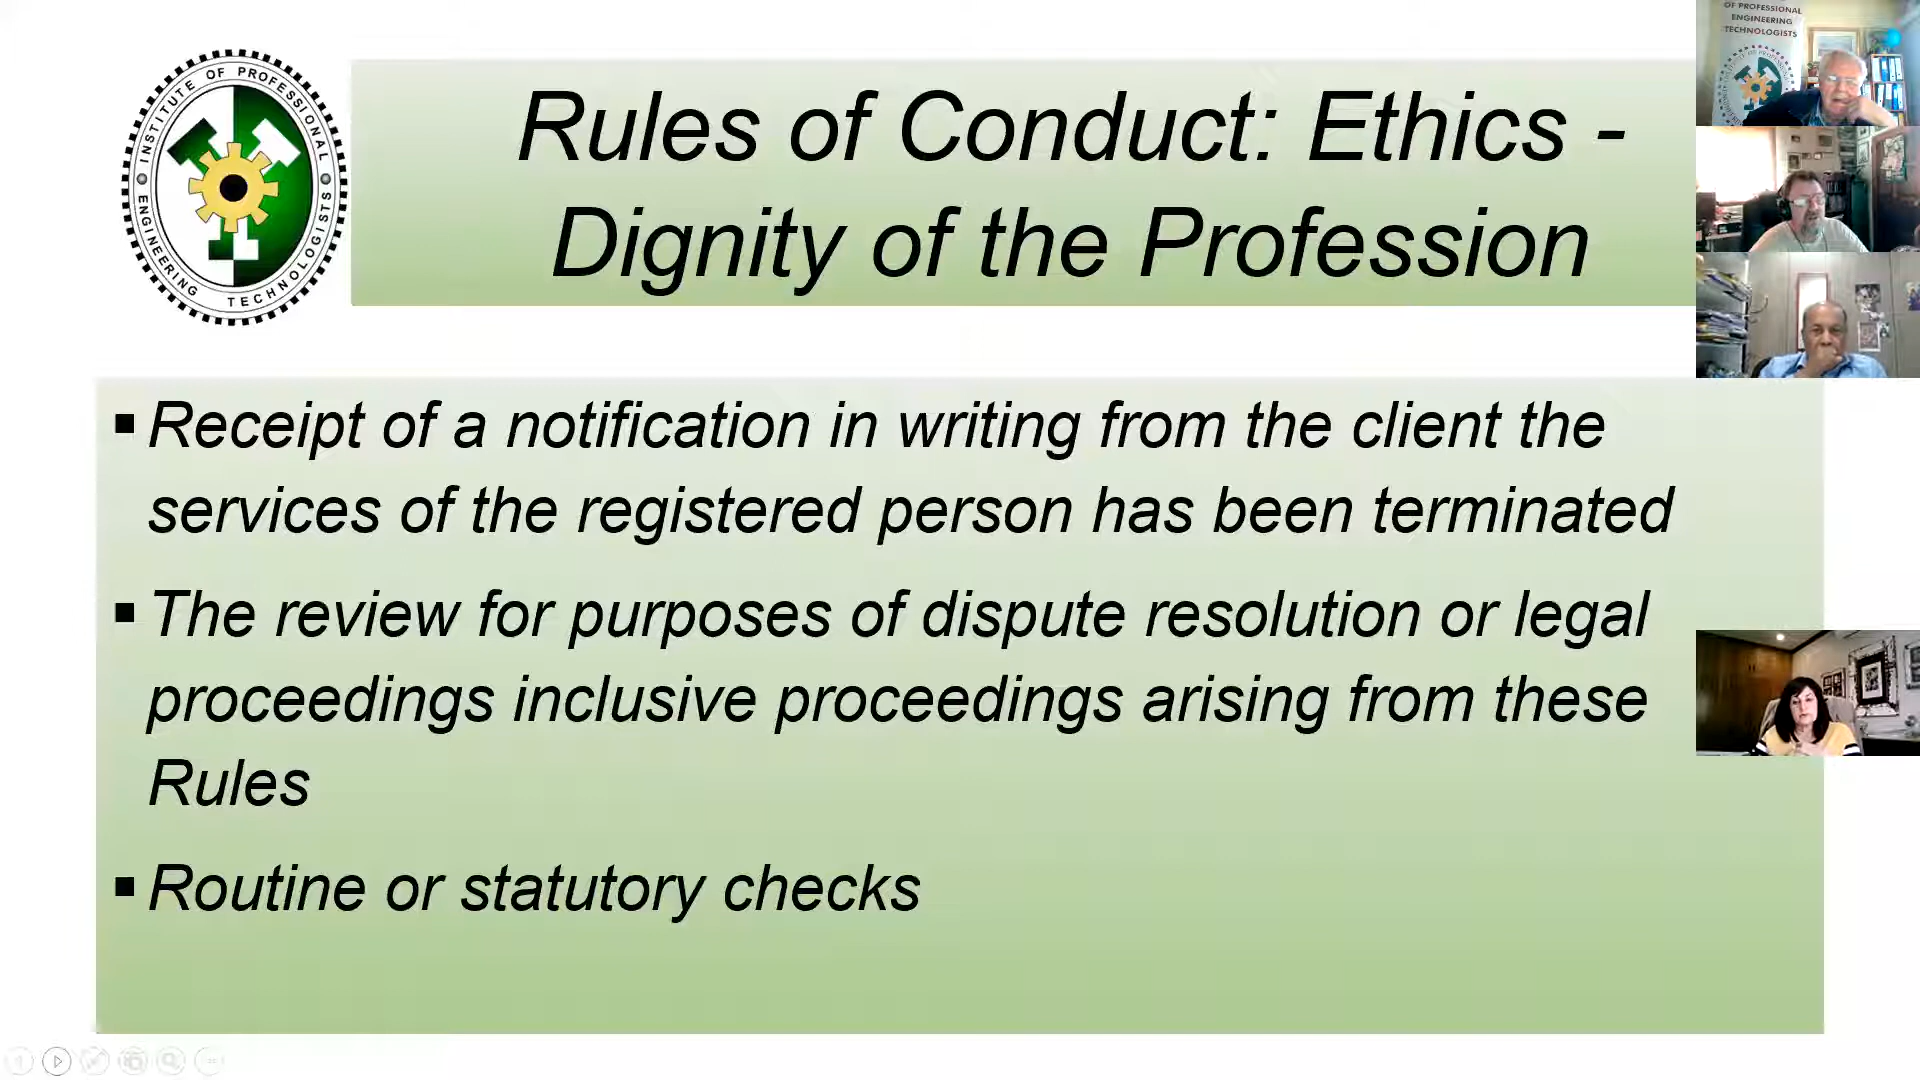 INSTITUTE OF PROFESSIONAL
ENGINEERING TECHNOLOGISTS
Rules of Conduct: Ethics -
Dignity of the Profession
OF PROFESSIONAL
ENGINEERING
TECHNOLOGISTS
▪ Receipt of a notification in writing from the client the
services of the registered person has been terminated
▪ The review for purposes of dispute resolution or legal
proceedings inclusive proceedings arising from these
Rules
▪ Routine or statutory checks